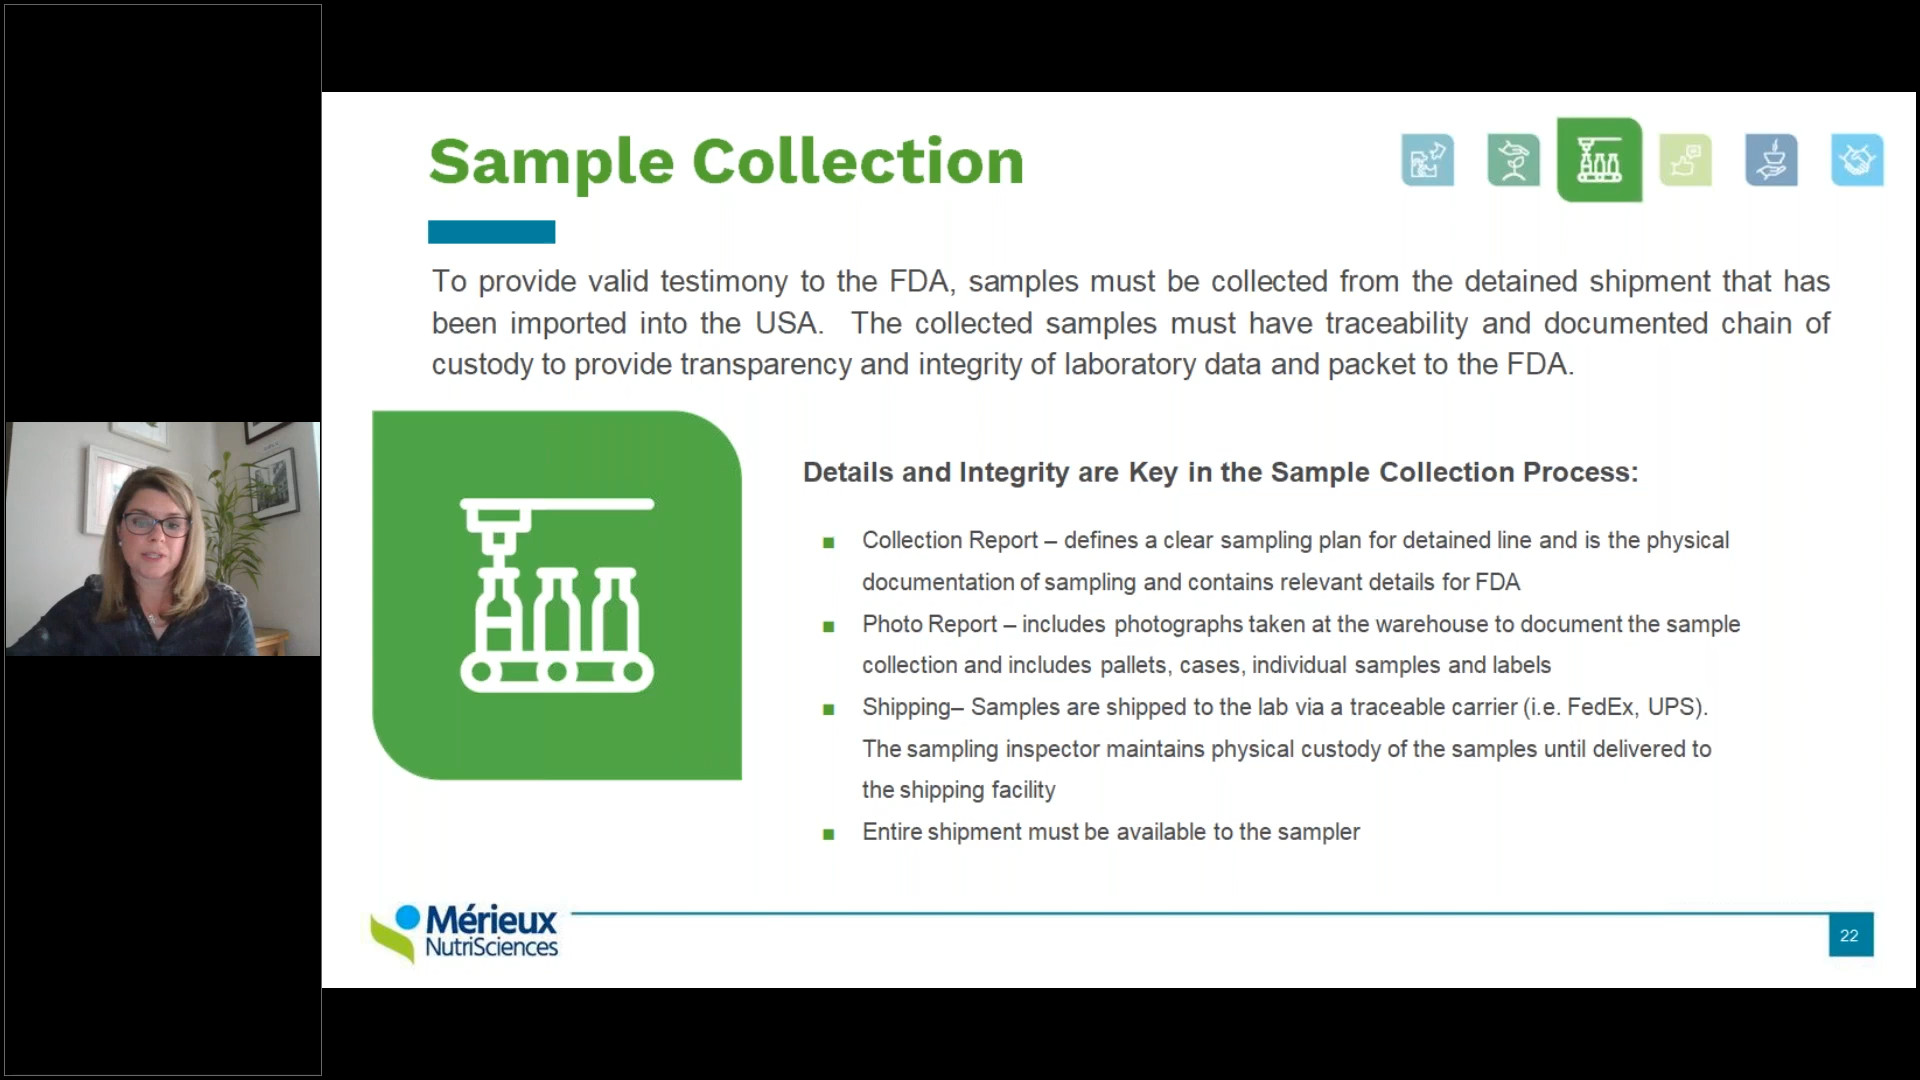 Sample Collection
To provide valid testimony to the FDA, samples must be collected from the detained shipment that has
been imported into the USA. The collected samples must have traceability and documented chain of
custody to provide transparency and integrity of laboratory data and packet to the FDA.
Details and Integrity are Key in the Sample Collection Process:
■ Collection Report – defines a clear sampling plan for detained line and is the physical
documentation of sampling and contains relevant details for FDA
■ Photo Report – includes photographs taken at the warehouse to document the sample
collection and includes pallets, cases, individual samples and labels
■ Shipping– Samples are shipped to the lab via a traceable carrier (i.e. FedEx, UPS).
The sampling inspector maintains physical custody of the samples until delivered to
the shipping facility
■ Entire shipment must be available to the sampler
Mérieux
NutriSciences
22